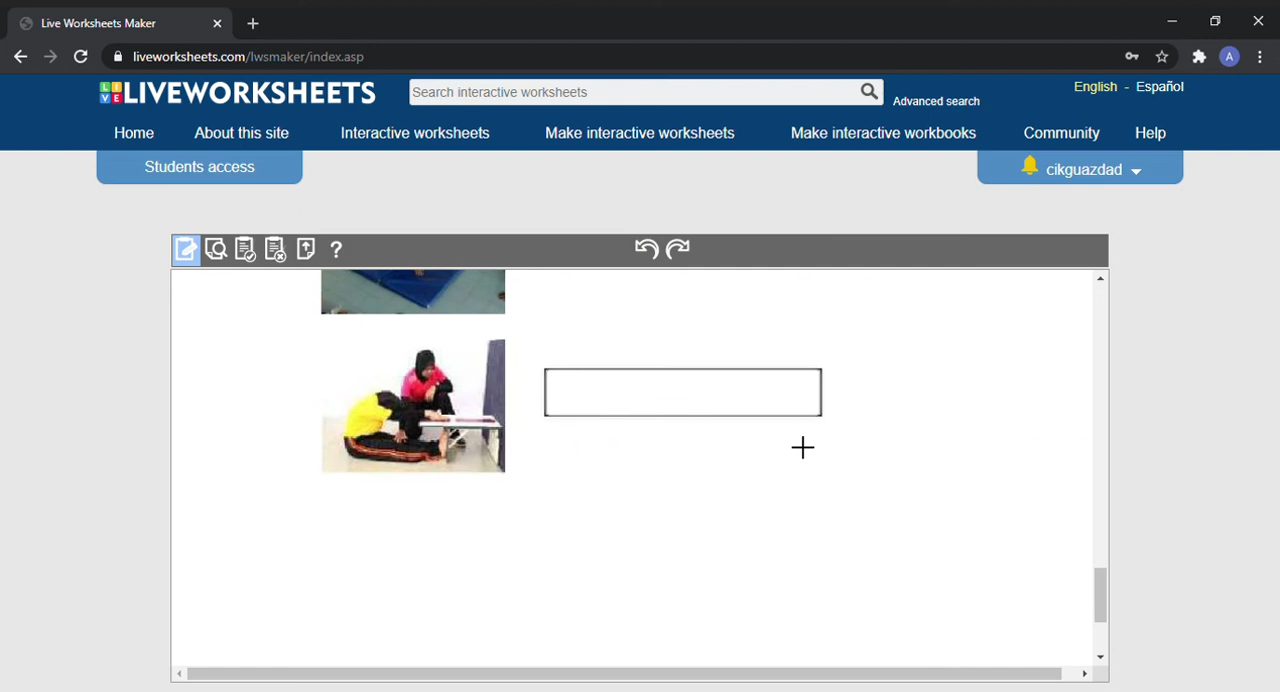 Live Worksheets Maker
liveworksheets.com/lwsmaker/index.asp
A
LIVE LIVEWORKSHEETS
Search interactive worksheets
Advanced search
English - Español
Home About this site Interactive worksheets Make interactive worksheets Make interactive workbooks Community Help
Students access
cikguazdad
?